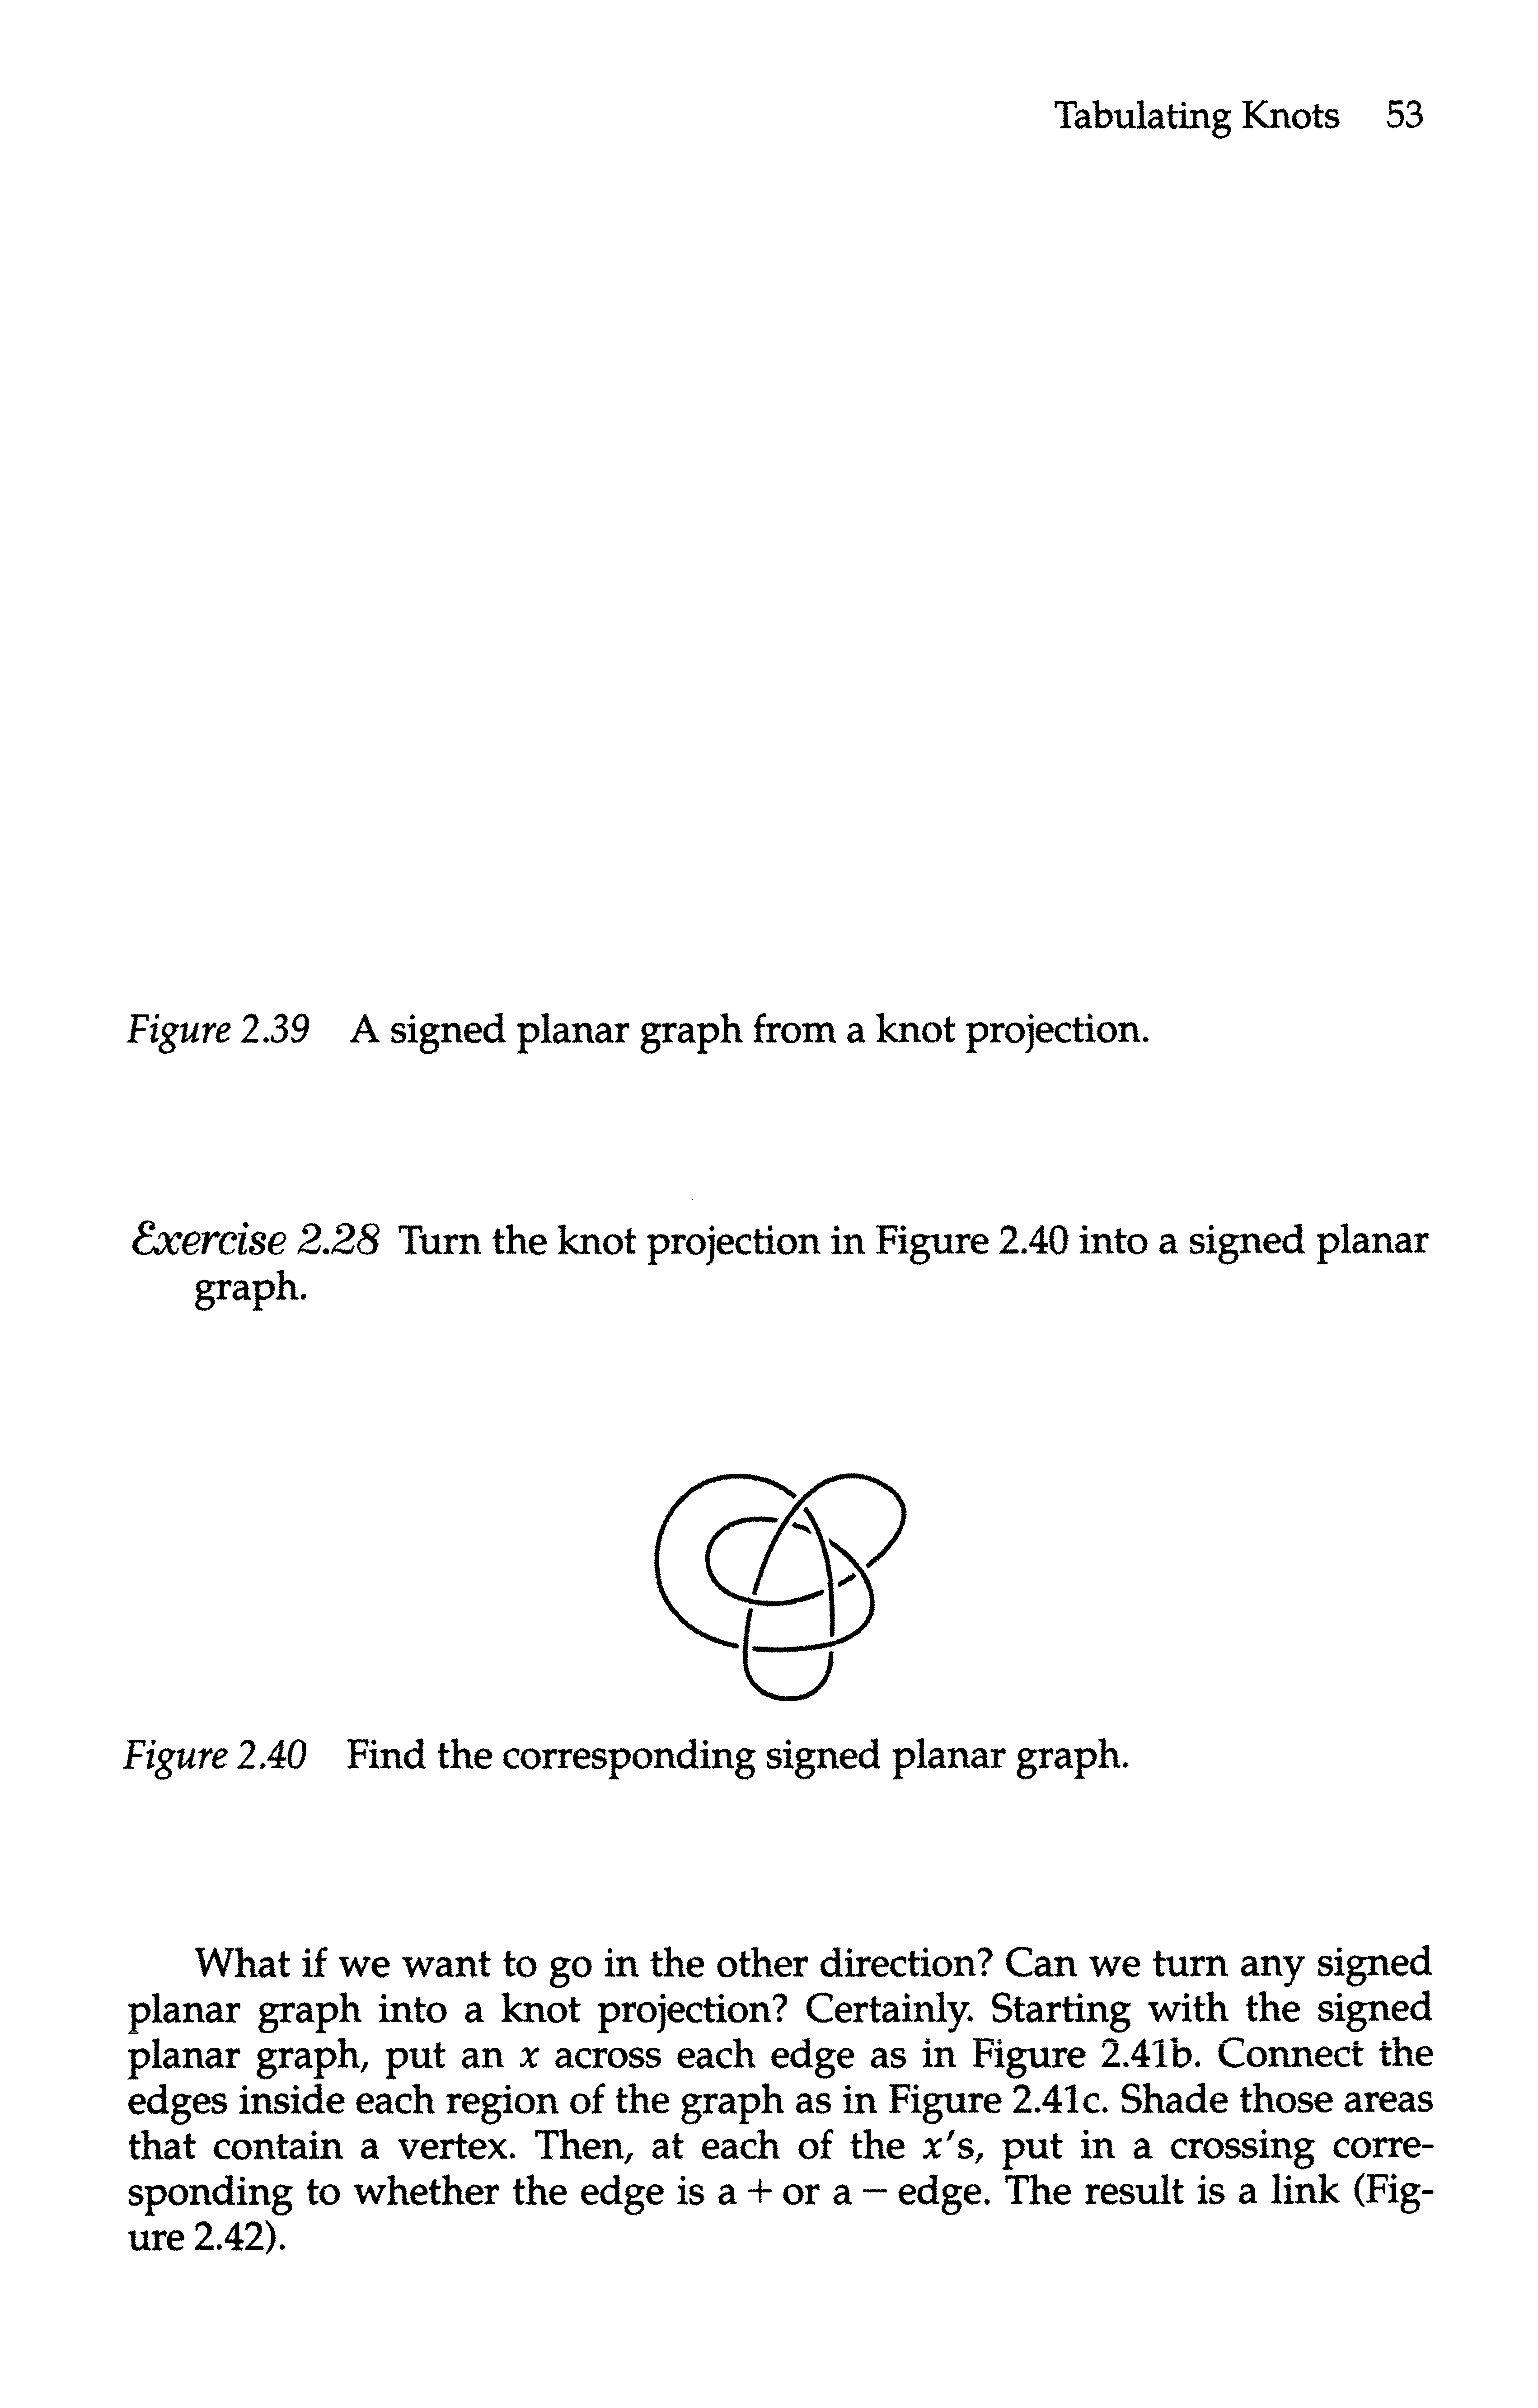 Tabulating Knots 53
Figure 2.39 A signed planar graph from a knot projection.
Exercise 2.28 Turn the knot projection in Figure 2.40 into a signed planar
graph.
Figure 2.40 Find the corresponding signed planar graph.
What if we want to go in the other direction? Can we turn any signed
planar graph into a knot projection? Certainly. Starting with the signed
planar graph, put an x across each edge as in Figure 2.41b. Connect the
edges inside each region of the graph as in Figure 2.41c. Shade those areas
that contain a vertex. Then, at each of the x's, put in a crossing corre-
sponding to whether the edge is a + or a − edge. The result is a link (Fig-
ure 2.42).